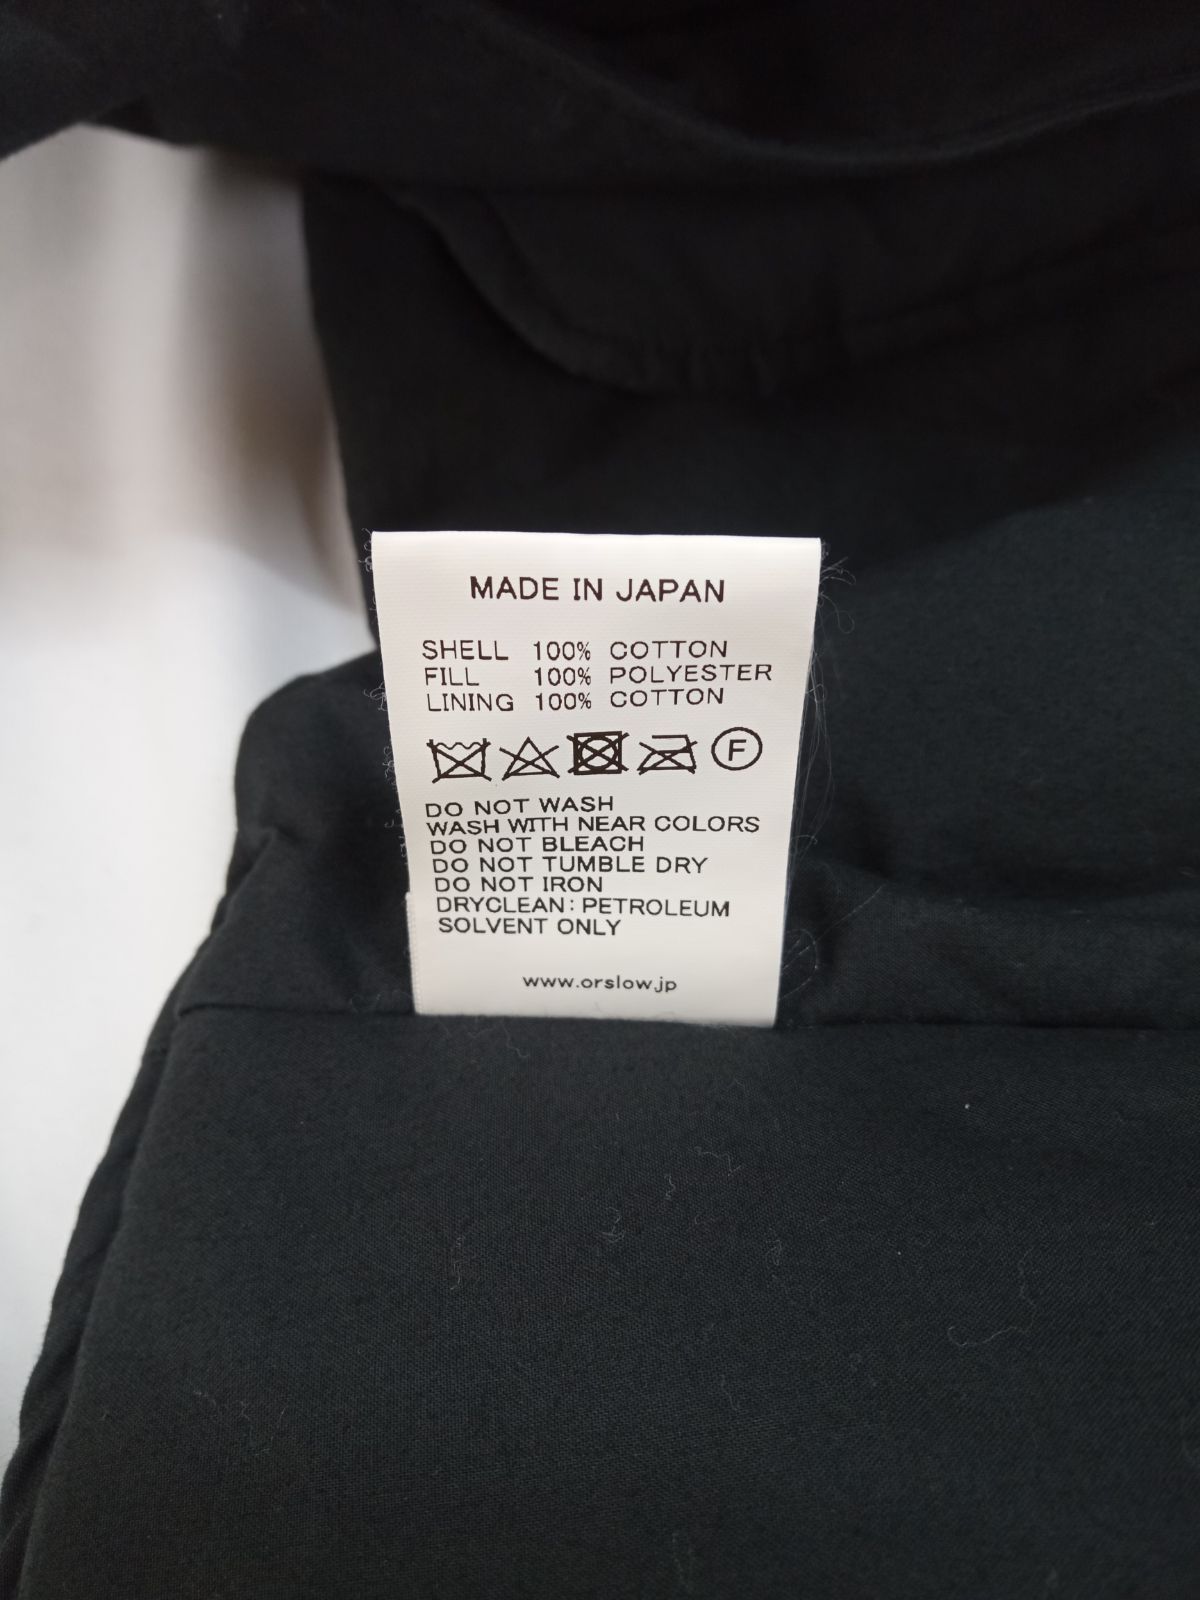 MADE IN JAPAN
SHELL 100% COTTON
FILL 100% POLYESTER
LINING 100% COTTON
F
DO NOT WASH
WASH WITH NEAR COLORS
DO NOT BLEACH
DO NOT TUMBLE DRY
DO NOT IRON
DRYCLEAN: PETROLEUM
SOLVENT ONLY
www.orslow.jp